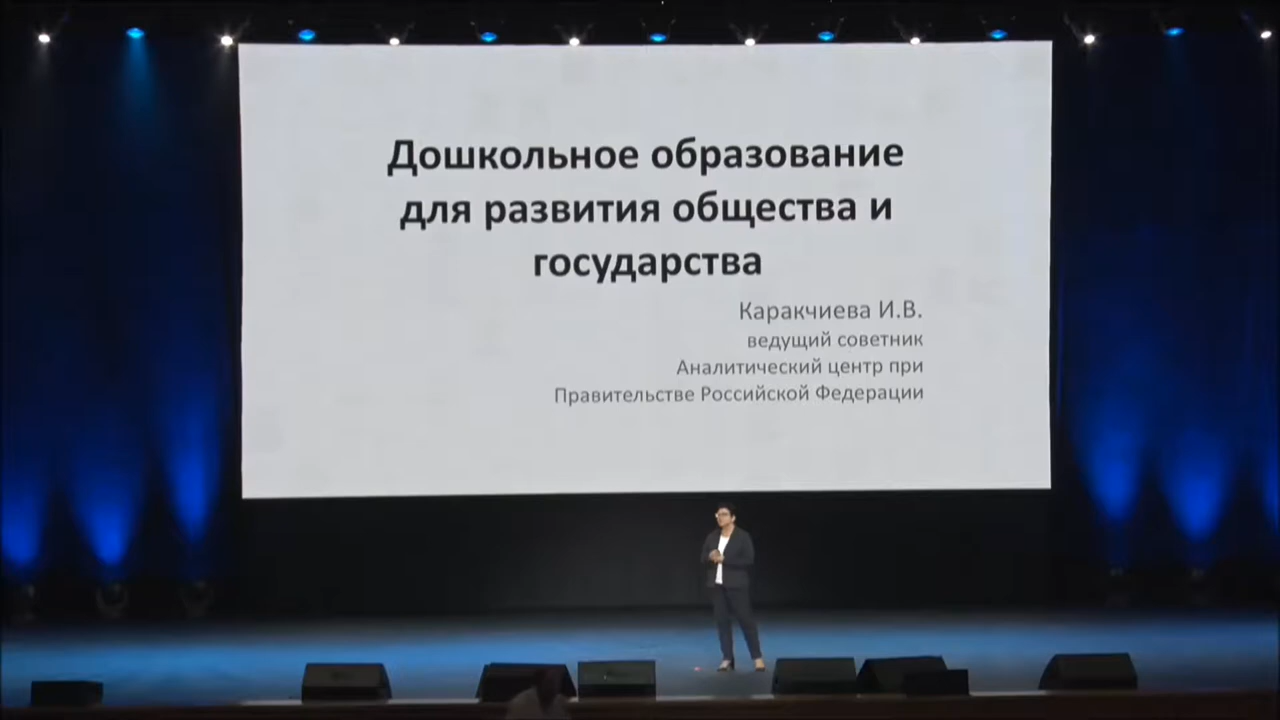 Дошкольное образование
для развития общества и
государства
Каракчиева И.В.
ведущий советник
Аналитический центр при
Правительстве Российской Федерации